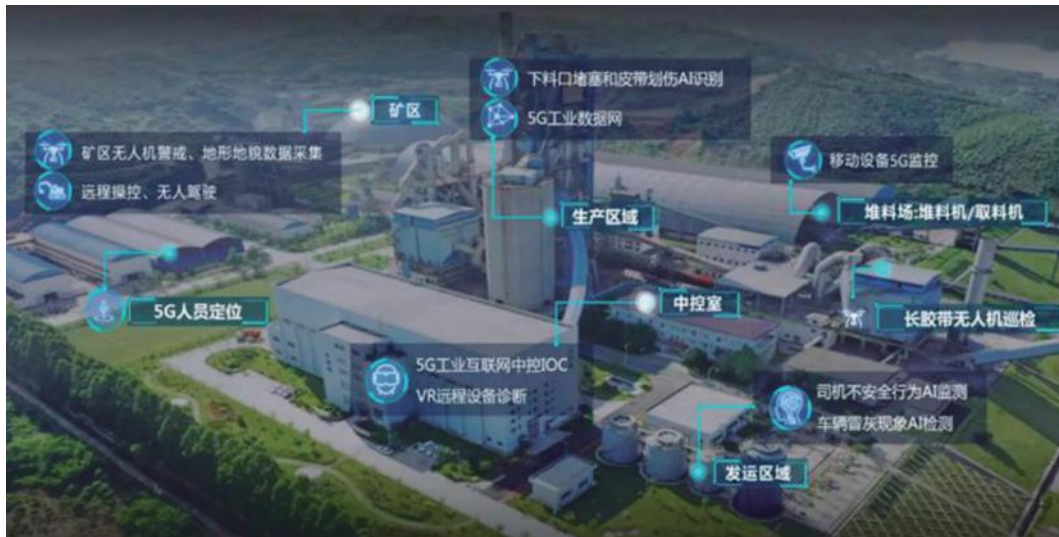 下料口堵塞和皮带划伤AI识别
5G工业数据网
矿区
矿区无人机警戒、地形地貌数据采集
远程操控、无人驾驶
移动设备5G监控
生产区域
堆料场:堆料机/取料机
5G人员定位
中控室
长胶带无人机巡检
5G工业互联网中控IOC
VR远程设备诊断
司机不安全行为AI监测
车辆冒灰现象AI检测
发运区域